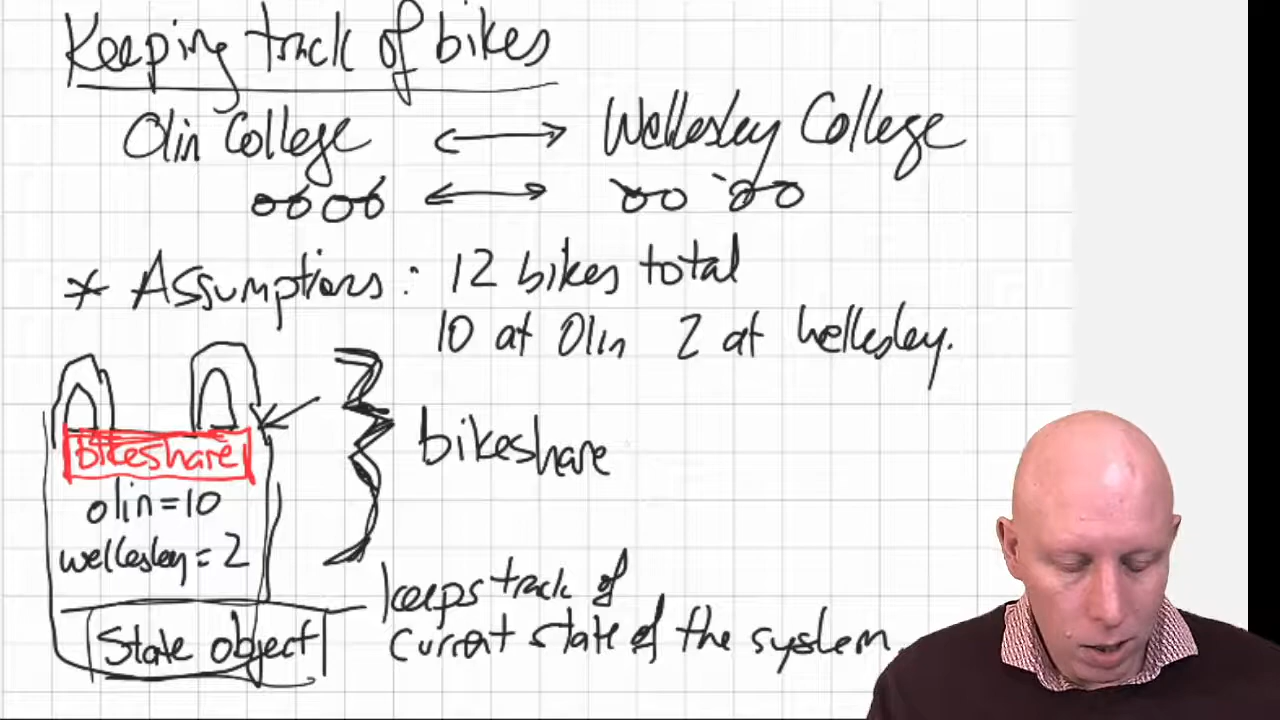 Keeping track of bikes
Olin College ⟷ Wellesley College
* Assumptions: 12 bikes total
10 at Olin 2 at Wellesley.
bikeshare
olin=10
wellesley=2
State object
bikeshare
keeps track of
current state of the system.